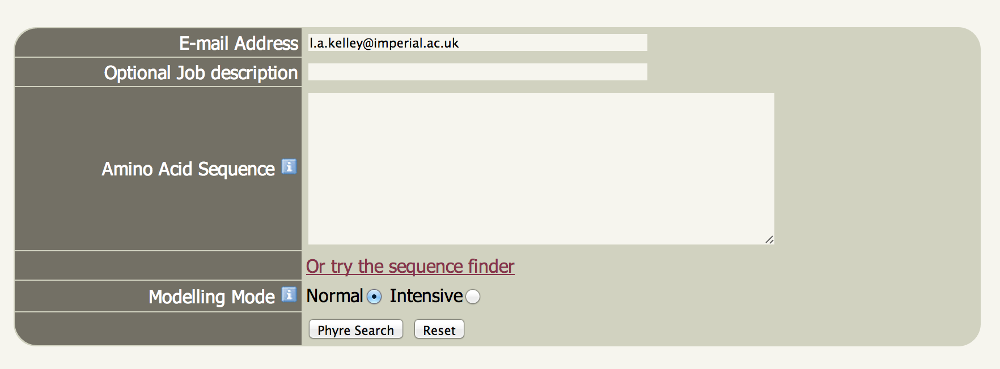 E-mail Address l.a.kelley@imperial.ac.uk
Optional Job description
Amino Acid Sequence
Or try the sequence finder
Modelling Mode Normal Intensive
Phyre Search Reset